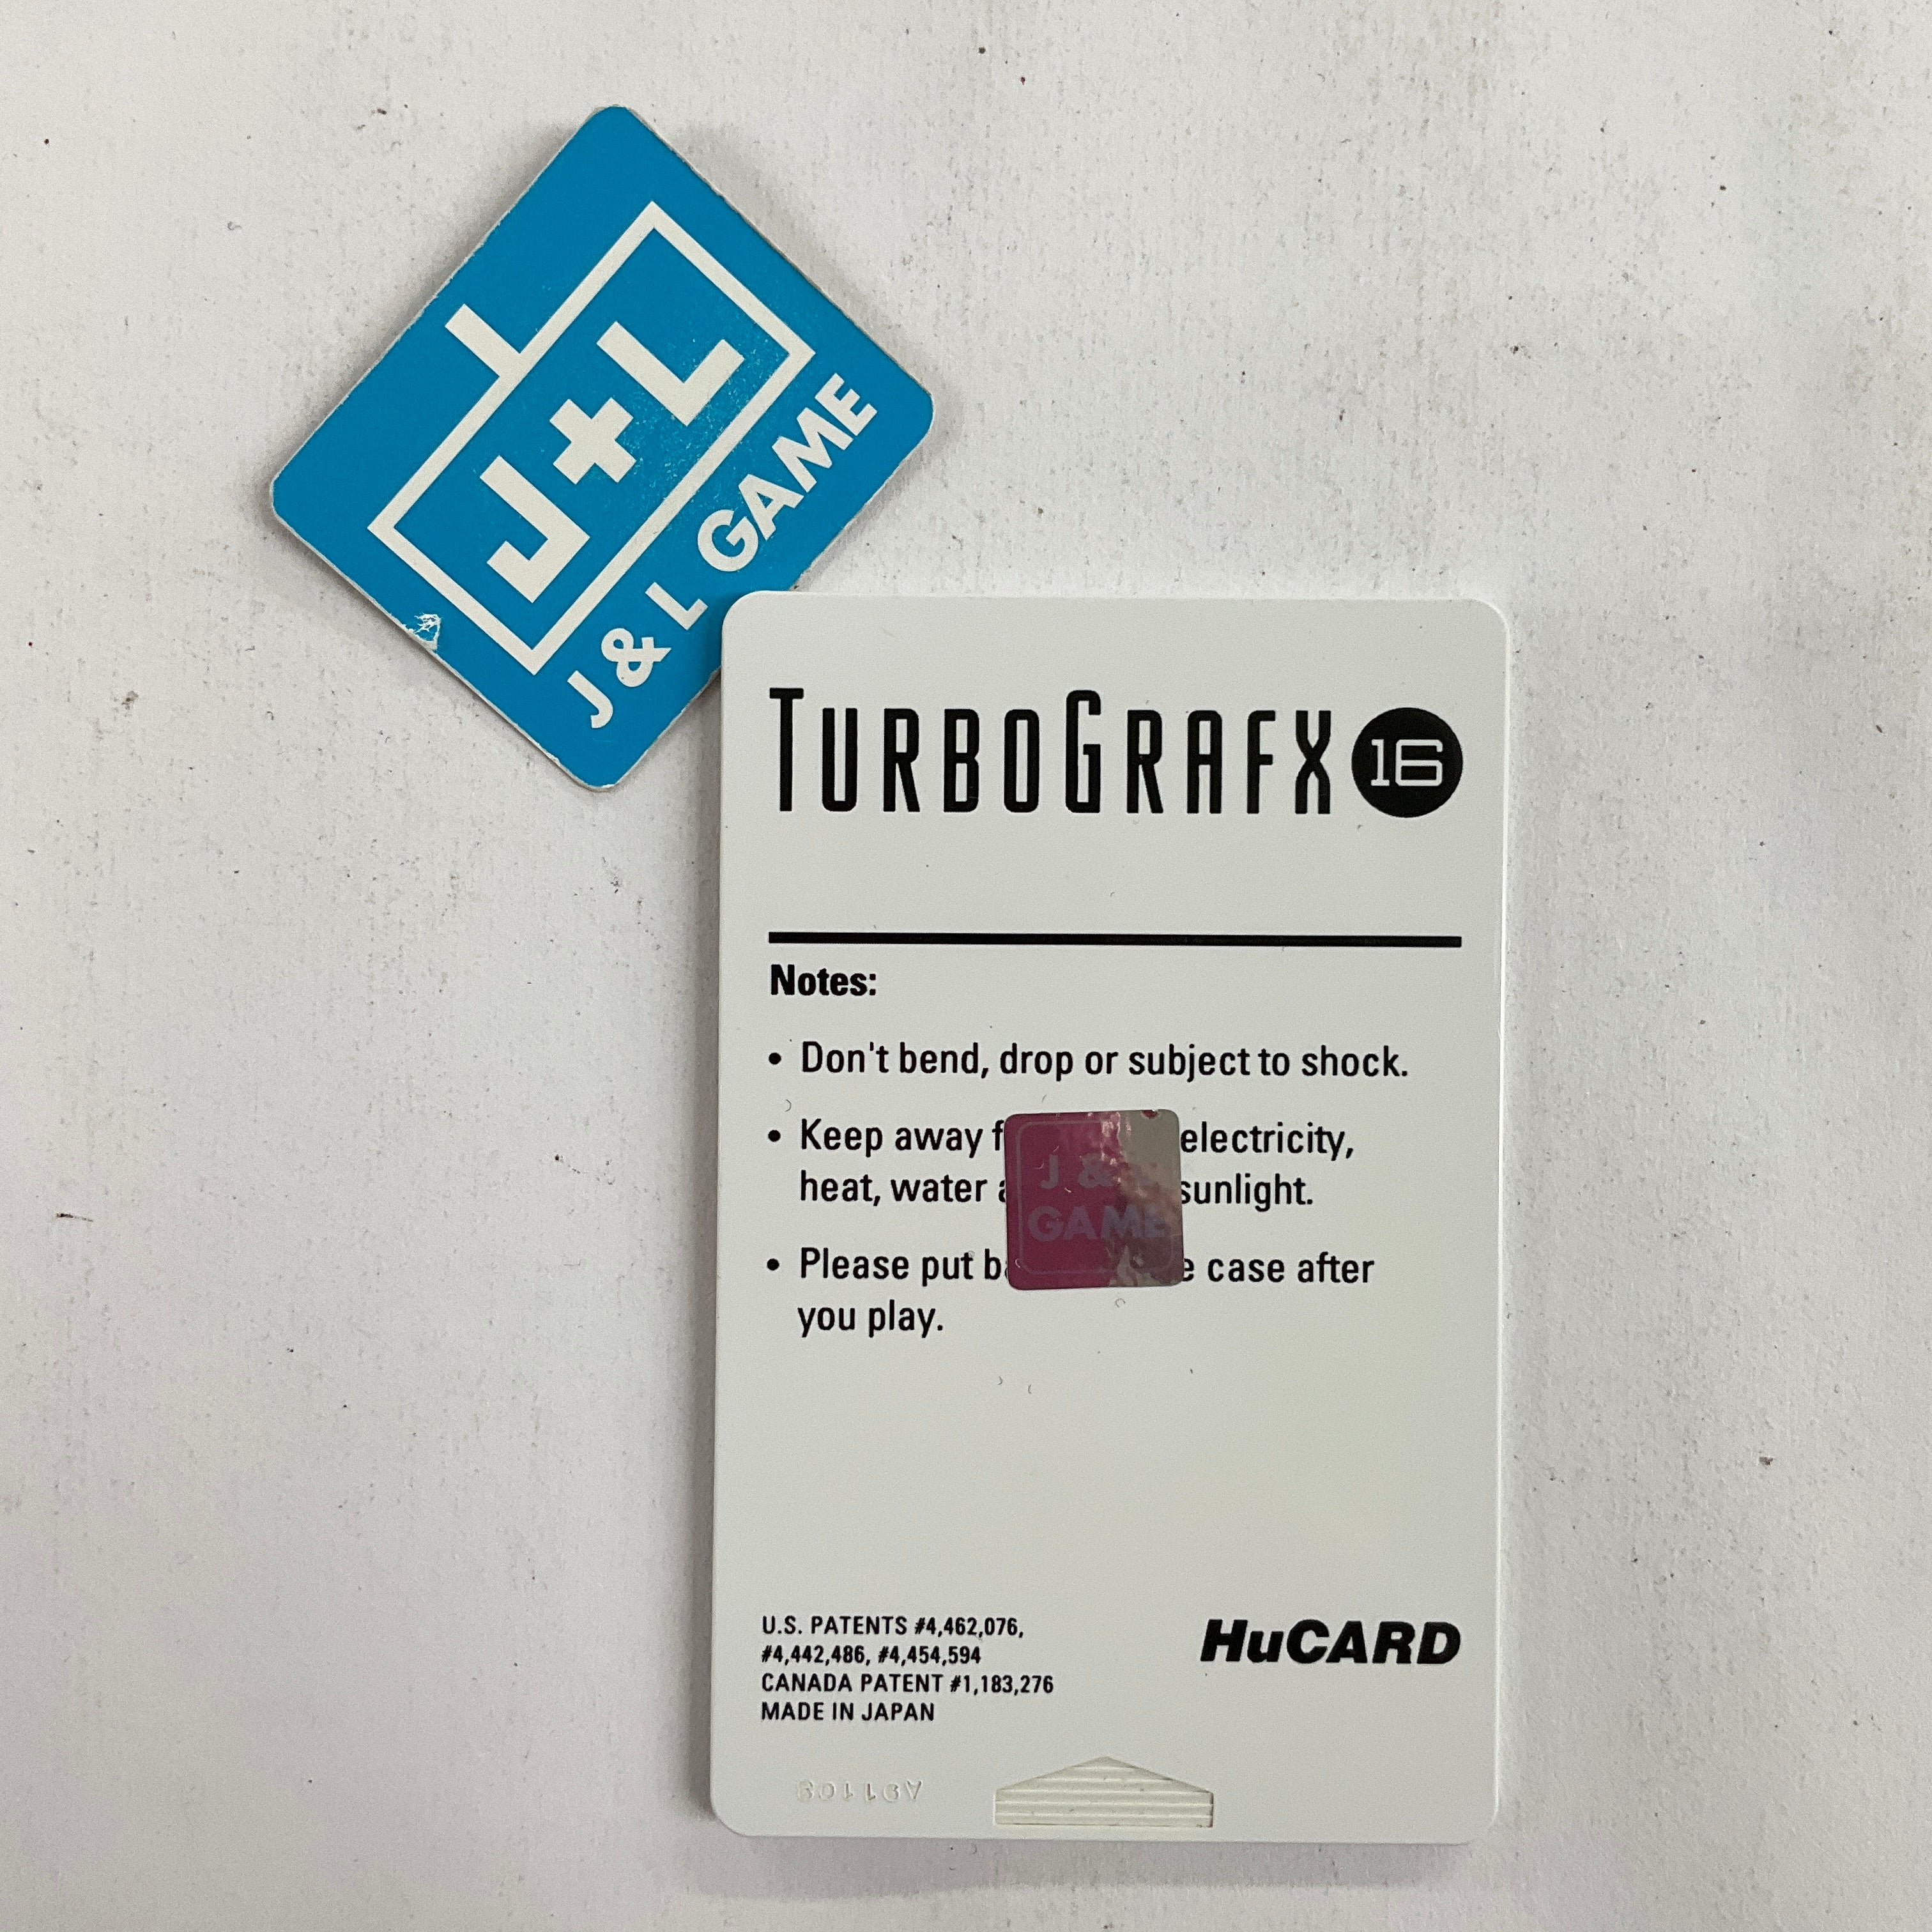 J+L
J & L GAME
TURBOGRAFX 16
Notes:
• Don't bend, drop or subject to shock.
• Keep away electricity,
heat, water sunlight.
• Please put case after
you play.
J &
GAME
U.S. PATENTS #4,462,076,
#4,442,486, #4,454,594
CANADA PATENT #1,183,276
MADE IN JAPAN
HuCARD